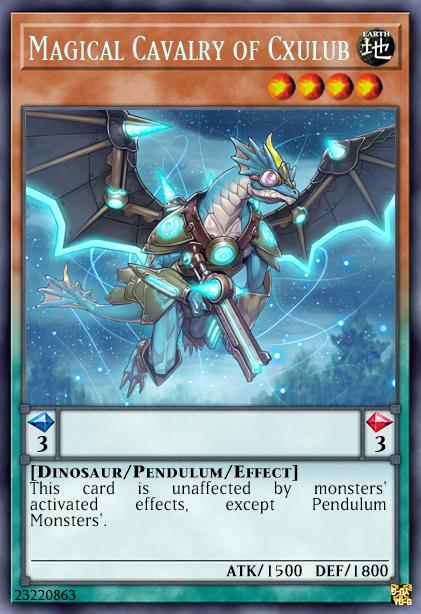 Magical Cavalry of Cxulub
EARTH
地
3
3
[Dinosaur/Pendulum/Effect]
This card is unaffected by monsters'
activated effects, except Pendulum
Monsters'.
ATK/1500 DEF/1800
23220863